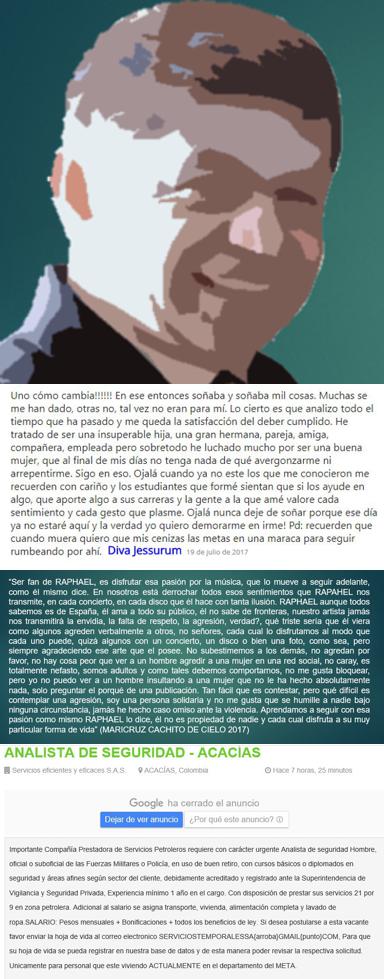 Uno cómo cambia!!!!!! En ese entonces soñaba y soñaba mil cosas. Muchas se
me han dado, otras no, tal vez no eran para mí. Lo cierto es que analizo todo el
tiempo que ha pasado y me queda la satisfacción del deber cumplido. He
tratado de ser una insuperable hija, una gran hermana, pareja, amiga,
compañera, empleada pero sobretodo he luchado mucho por ser una buena
mujer, que al final de mis días no tenga nada de qué avergonzarme ni
arrepentirme. Sigo en eso. Ojalá cuando ya no este los que me conocieron me
recuerden con cariño y los estudiantes que formé sientan que si los ayude en
algo, que aporte algo a sus carreras y la gente a la que amé valore cada
sentimiento y cada gesto que puse. Ojalá nunca deje de soñar porque ese día
ya no estaré aquí y la verdad yo quiero demorarme en irme! Pd: recuerden que
cuando muera quiero que mis cenizas las metas en una maraca para seguir
rumbeando por ahí. Diva Jessurum 19 de julio de 2017
"Ser fan de RAPHAEL, es disfrutar esa pasión por la música, que lo mueve a seguir adelante,
como él mismo dice. En nosotros está derrochar todos esos sentimientos que RAPAHEL nos
transmite, en cada concierto, en cada disco que él hace con tanta ilusión. RAPHAEL aunque todos
sabemos es de España, él ama a todo su público, él no sabe de fronteras, nuestro artista jamás
nos transmitirá la envidia, la falta de respeto, la agresión, verdad?, qué triste sería que él viera
como algunos agreden verbalmente a otros, no señores, cada cual lo disfrutamos al modo que
cada uno puede, quizá algunos con un concierto, un disco o bien una foto, como sea, pero
siempre agradeciendo ese arte que el posee. No subestimemos a los demás, no agredan por
favor, no hay cosa peor que ver a un hombre agredir a una mujer en una red social, no caray, es
totalmente nefasto, somos adultos y como tales debemos comportarnos, no me gusta bloquear,
pero yo no puedo ver a un hombre insultando a una mujer que no le ha hecho absolutamente
nada, solo preguntar el porqué de una publicación. Tan fácil que es contestar, pero qué difícil es
contemplar una agresión, soy una persona solidaria y no me gusta que se humille a nadie bajo
ninguna circunstancia, jamás he hecho caso omiso ante la violencia. Aprendamos a seguir con esa
pasión como mismo RAPHAEL lo dice, él no es propiedad de nadie y cada cual disfruta a su muy
particular forma de vida" (MARICRUZ CACHITO DE CIELO 2017)
ANALISTA DE SEGURIDAD - ACACÍAS
Servicios eficientes y eficaces S.A.S. ACACÍAS, Colombia Hace 7 horas, 25 minutos
Google ha cerrado el anuncio
Dejar de ver anuncio ¿Por qué este anuncio?
Importante Compañía Prestadora de Servicios Petroleros requiere con carácter urgente Analista de seguridad Hombre,
oficial o suboficial de las Fuerzas Militares o Policía, en uso de buen retiro, con cursos básicos o diplomados en
seguridad y áreas afines según sector del cliente, debidamente acreditado y registrado ante la Superintendencia de
Vigilancia y Seguridad Privada, Experiencia mínimo 1 año en el cargo. Con disposición de prestar sus servicios 21 por
9 en zona petrolera. Adicional al salario se asigna transporte, vivienda, alimentación completa y lavado de
ropa.SALARIO: Pesos mensuales + Bonificaciones + todos los beneficios de ley. Si desea postularse a esta vacante
favor enviar la hoja de vida al correo electronico SERVICIOSTEMPORALESSA(arroba)GMAIL(punto)COM, Para que
su hoja de vida se pueda registrar en nuestra base de datos y de esta manera poder revisar la respectiva solicitud.
Unicamente para personal que este viviendo ACTUALMENTE en el departamento del META.